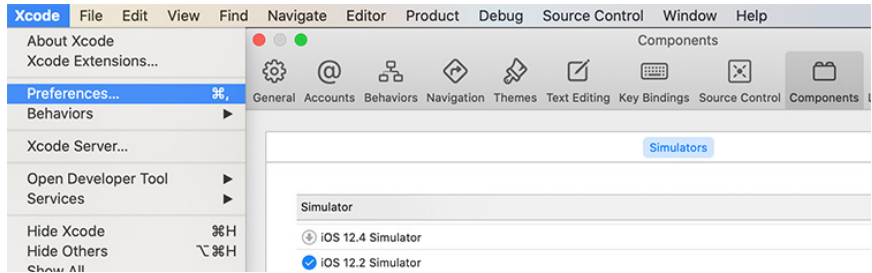 Xcode File Edit View Find Navigate Editor Product Debug Source Control Window Help
About Xcode
Xcode Extensions...
Preferences... ⌘,
Behaviors ▶
Xcode Server...
Open Developer Tool ▶
Services ▶
Hide Xcode ⌘H
Hide Others ⌥⌘H
Show All
Components
General Accounts Behaviors Navigation Themes Text Editing Key Bindings Source Control Components
Simulators
Simulator
iOS 12.4 Simulator
iOS 12.2 Simulator